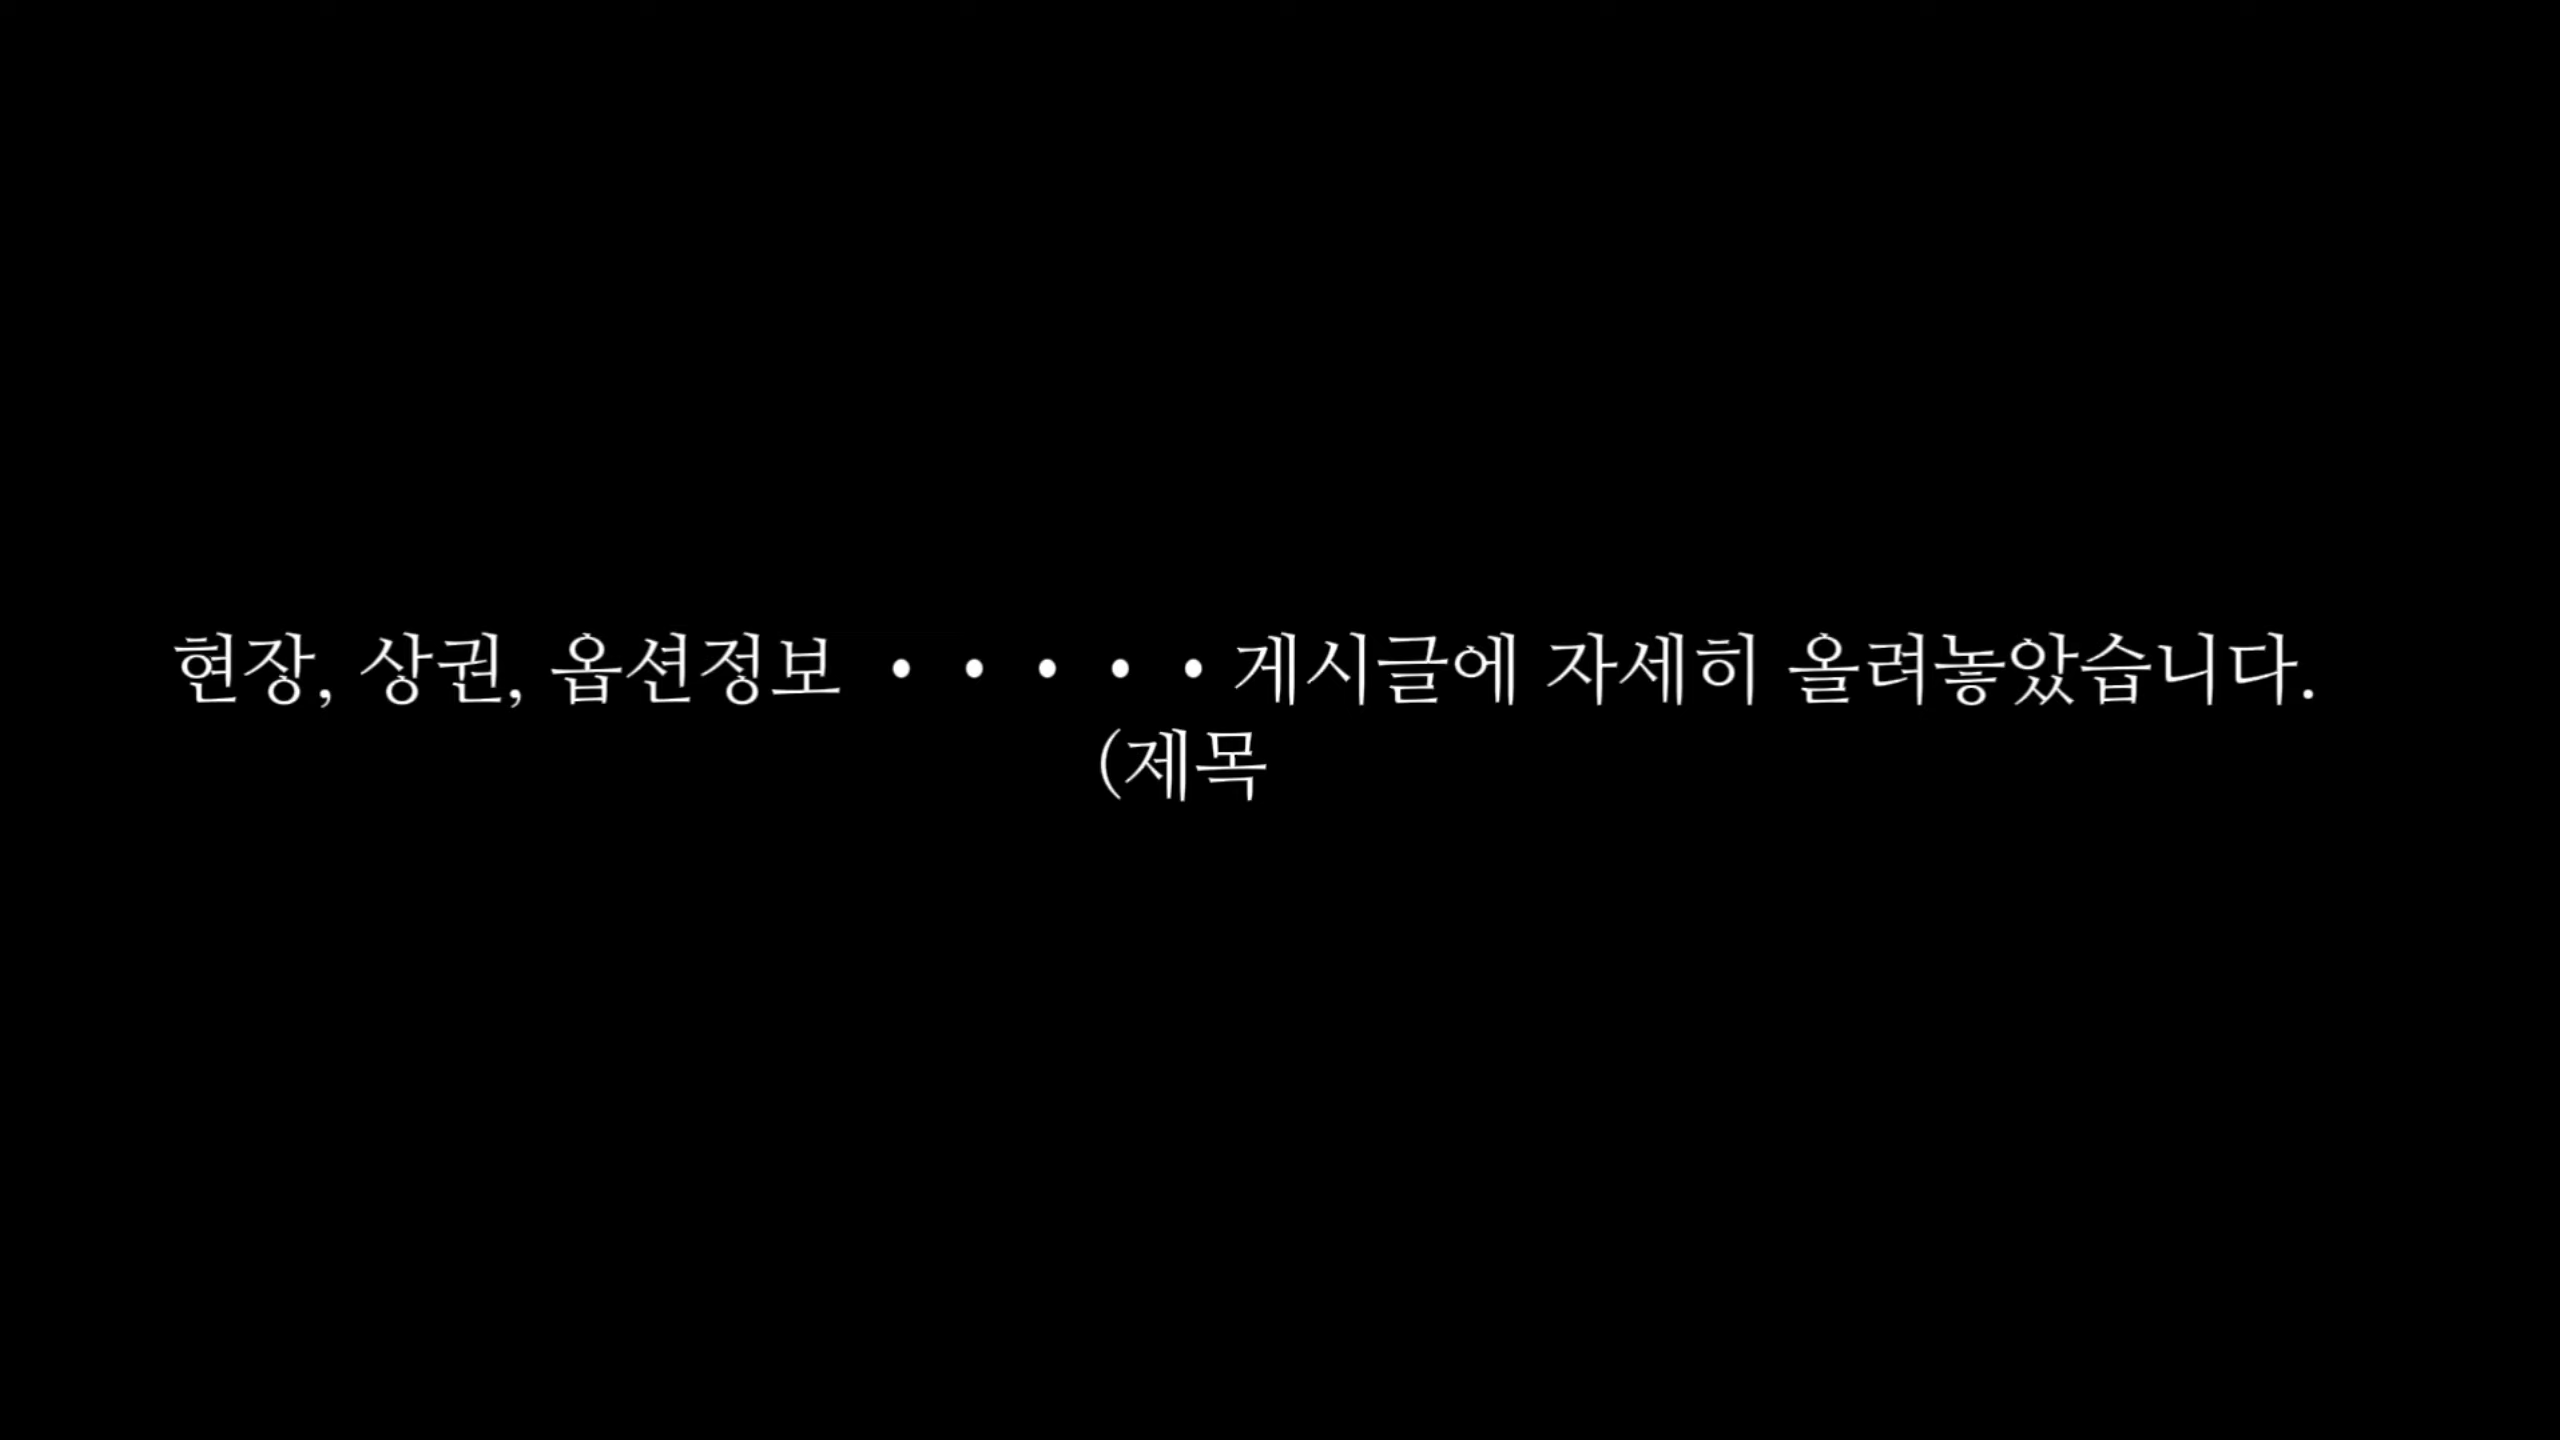 현장, 상권, 옵션정보 • • • • •게시글에 자세히 올려놓았습니다.
(제목